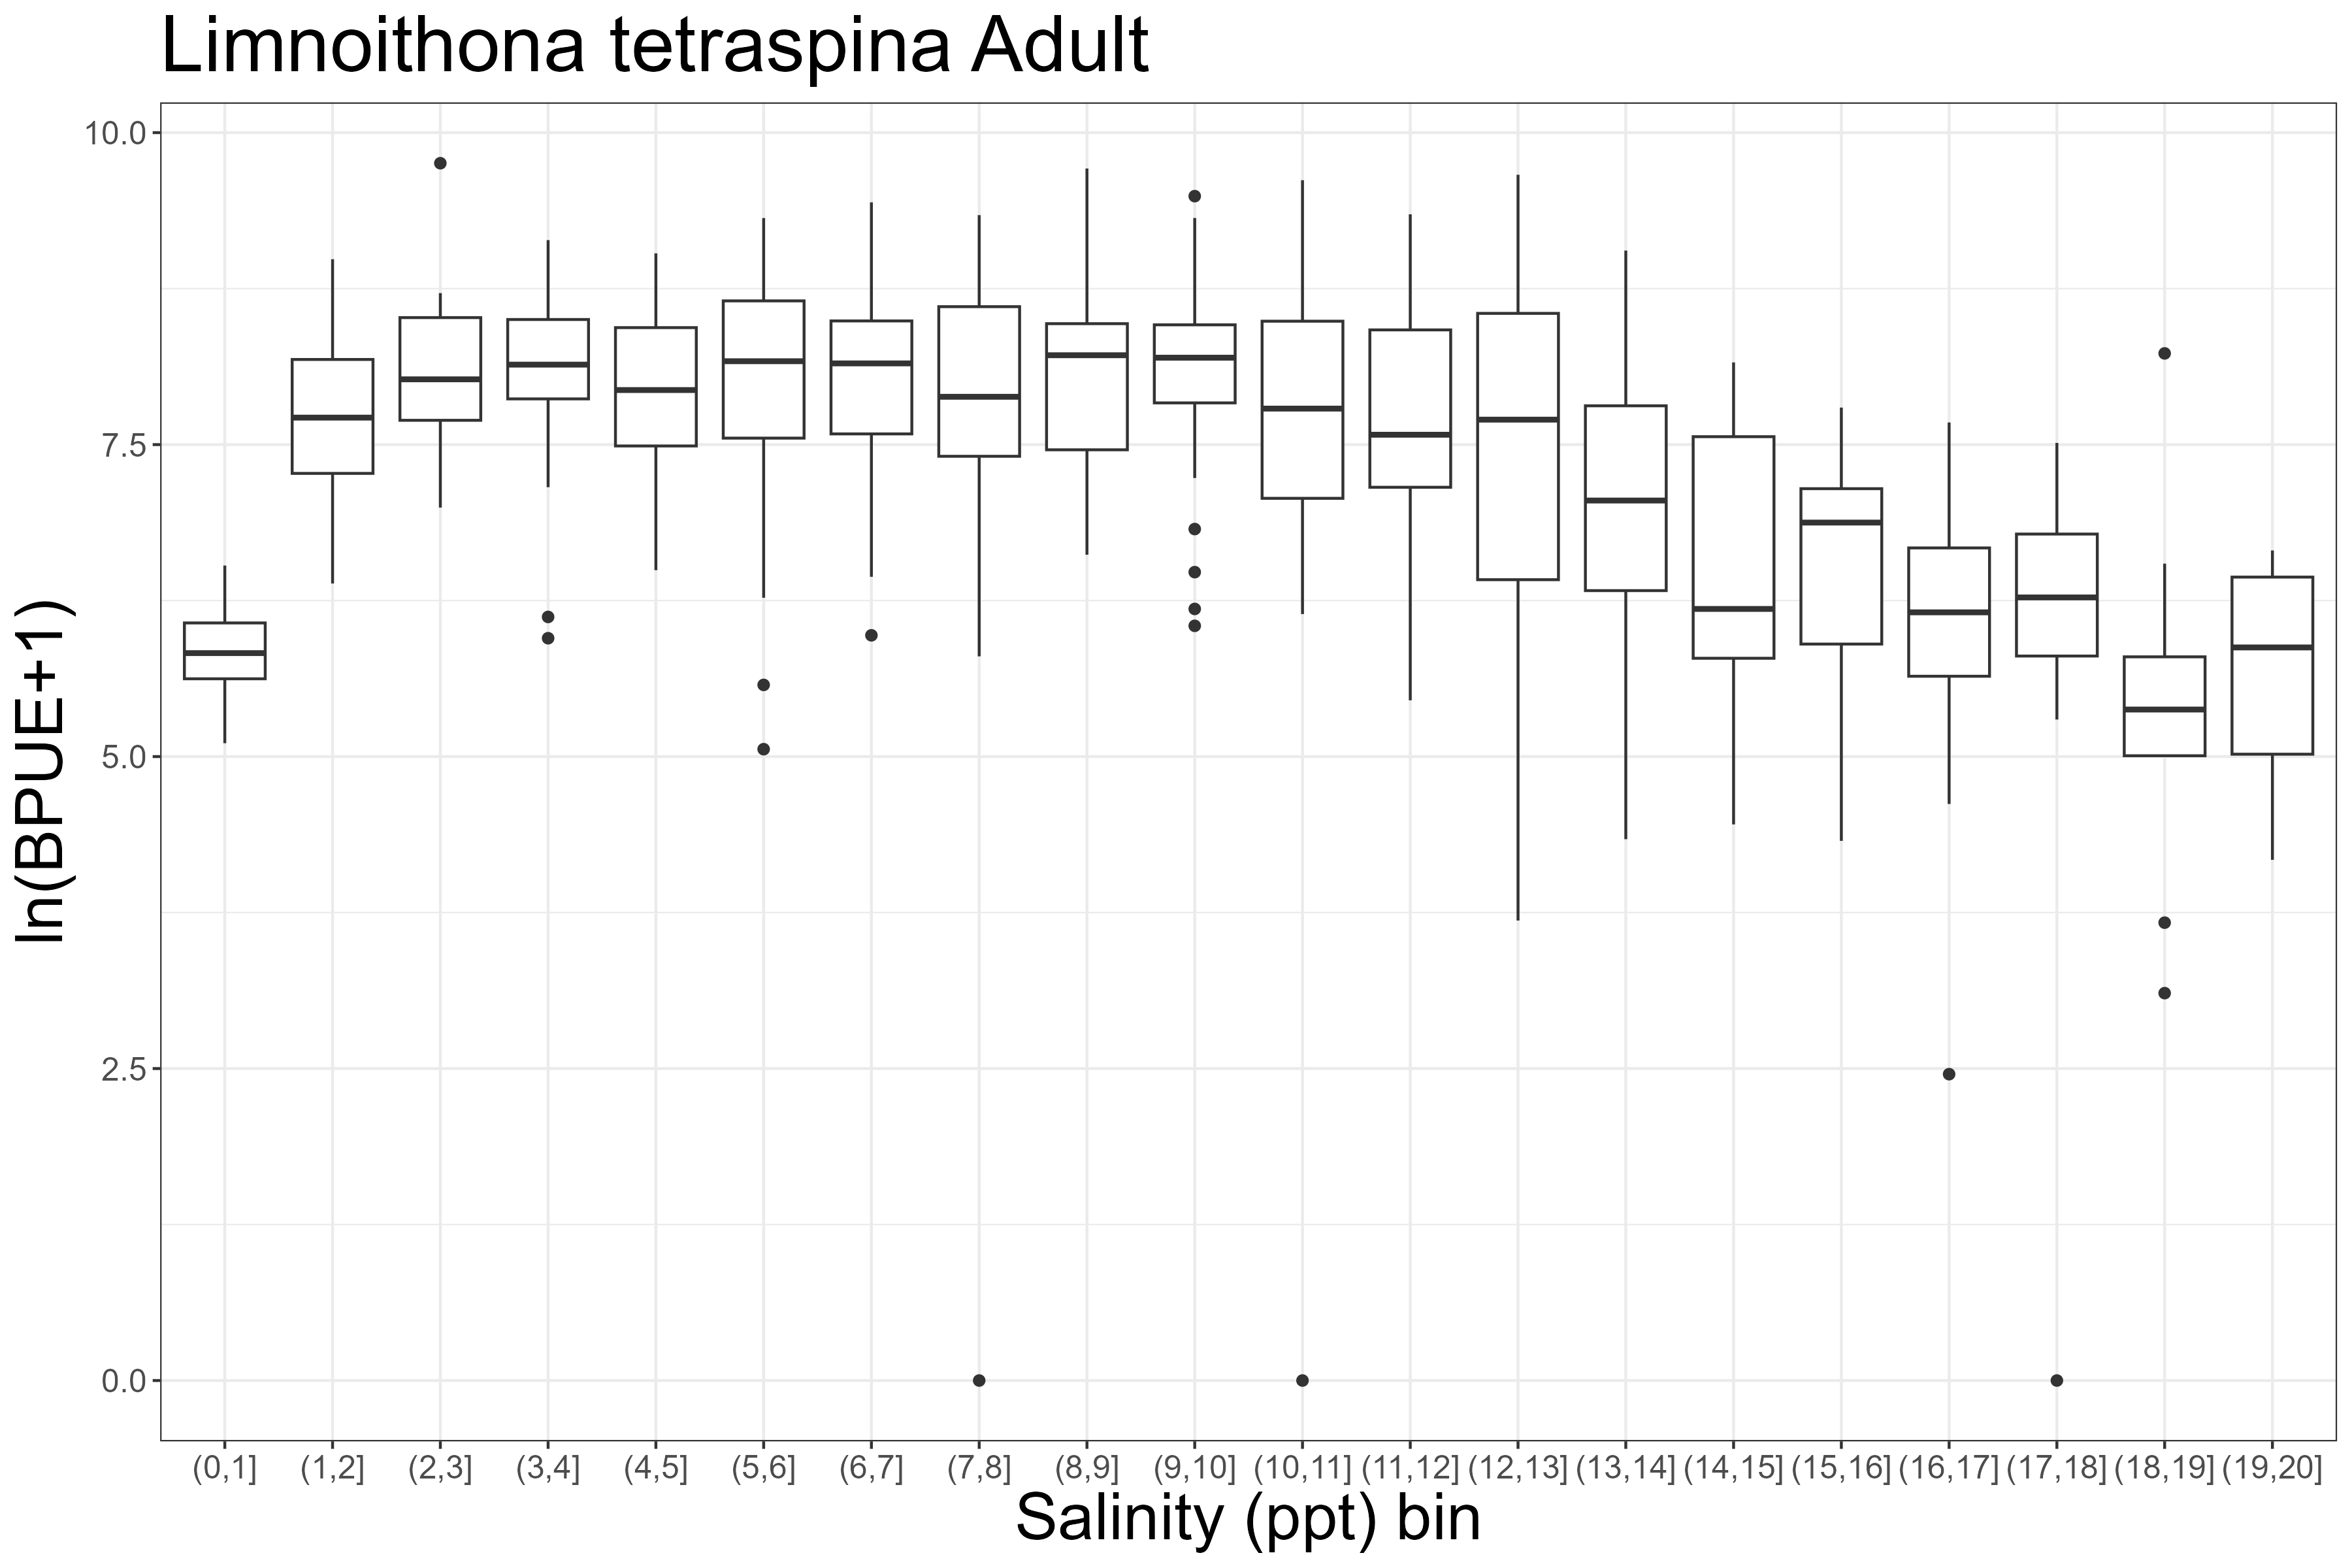 Limnoithona tetraspina Adult
ln(BPUE+1)
10.0
7.5
5.0
2.5
0.0
(0,1] (1,2] (2,3] (3,4] (4,5] (5,6] (6,7] (7,8] (8,9] (9,10] (10,11] (11,12] (12,13] (13,14] (14,15] (15,16] (16,17] (17,18] (18,19] (19,20]
Salinity (ppt) bin